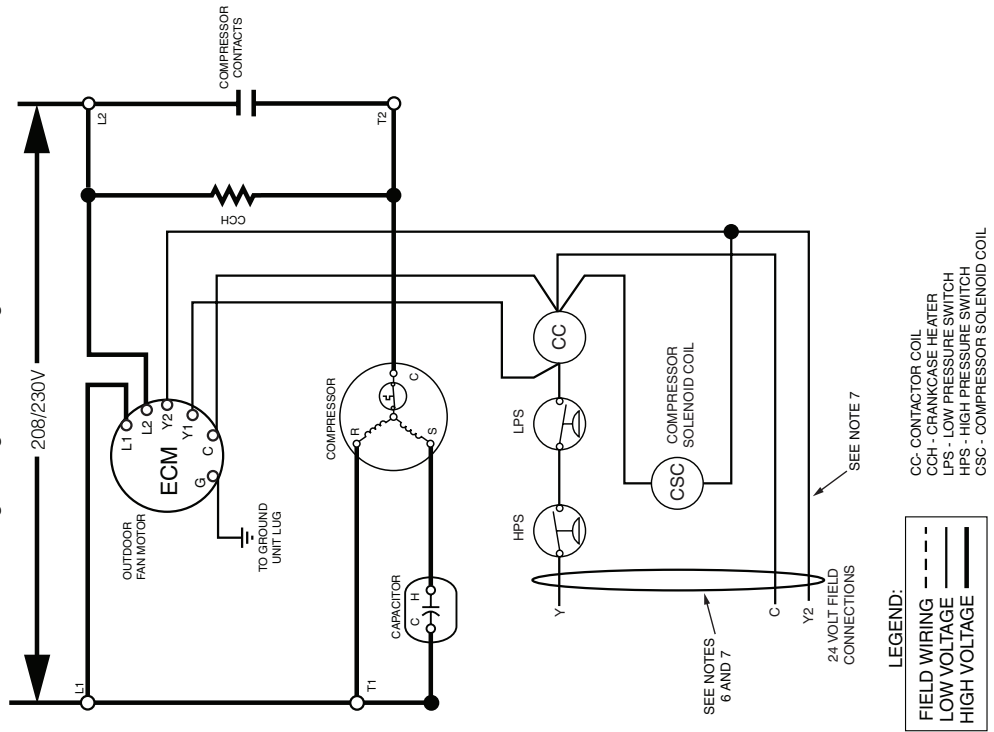 208/230V
L1
L2
COMPRESSOR
CONTACTS
T2
CCH
L1
L2
Y2
Y1
C
G
ECM
OUTDOOR
FAN MOTOR
TO GROUND
UNIT LUG
COMPRESSOR
R
S
C
CAPACITOR
C
H
T1
HPS
LPS
CC
COMPRESSOR
SOLENOID COIL
CSC
Y
C
Y2
SEE NOTES
6 AND 7
24 VOLT FIELD
CONNECTIONS
SEE NOTE 7
LEGEND:
FIELD WIRING
LOW VOLTAGE
HIGH VOLTAGE
CC- CONTACTOR COIL
CCH - CRANKCASE HEATER
LPS - LOW PRESSURE SWITCH
HPS - HIGH PRESSURE SWITCH
CSC - COMPRESSOR SOLENOID COIL